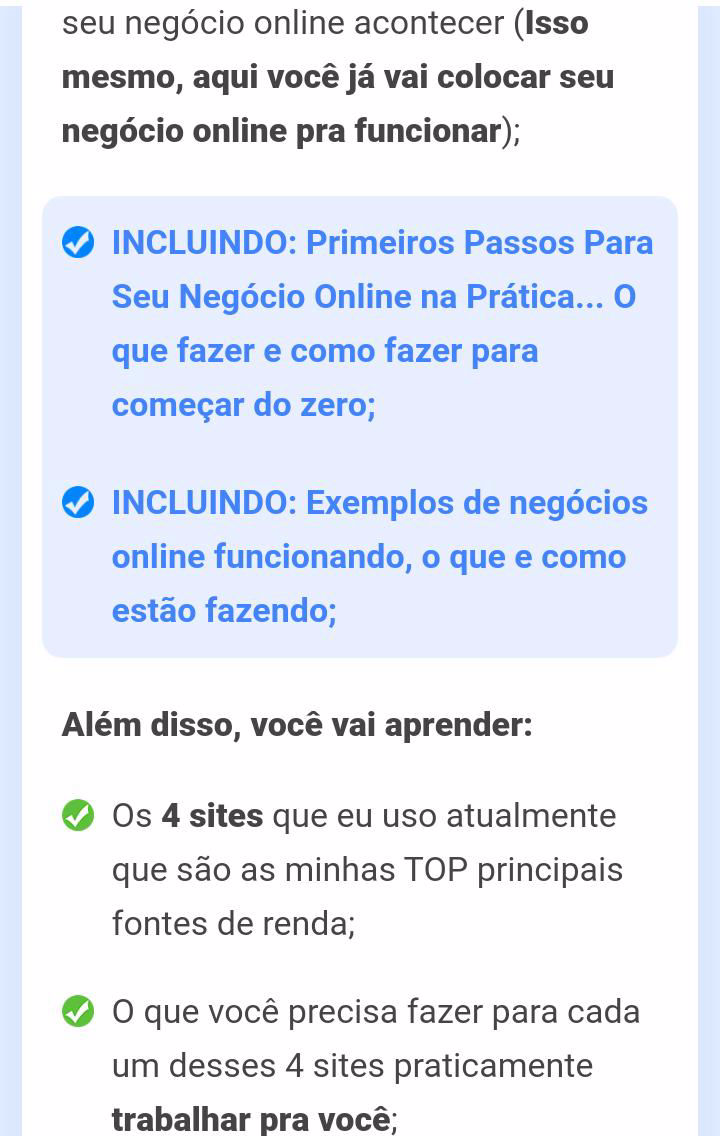 seu negócio online acontecer (Isso
mesmo, aqui você já vai colocar seu
negócio online pra funcionar);
INCLUINDO: Primeiros Passos Para
Seu Negócio Online na Prática... O
que fazer e como fazer para
começar do zero;
INCLUINDO: Exemplos de negócios
online funcionando, o que e como
estão fazendo;
Além disso, você vai aprender:
Os 4 sites que eu uso atualmente
que são as minhas TOP principais
fontes de renda;
O que você precisa fazer para cada
um desses 4 sites praticamente
trabalhar pra você;